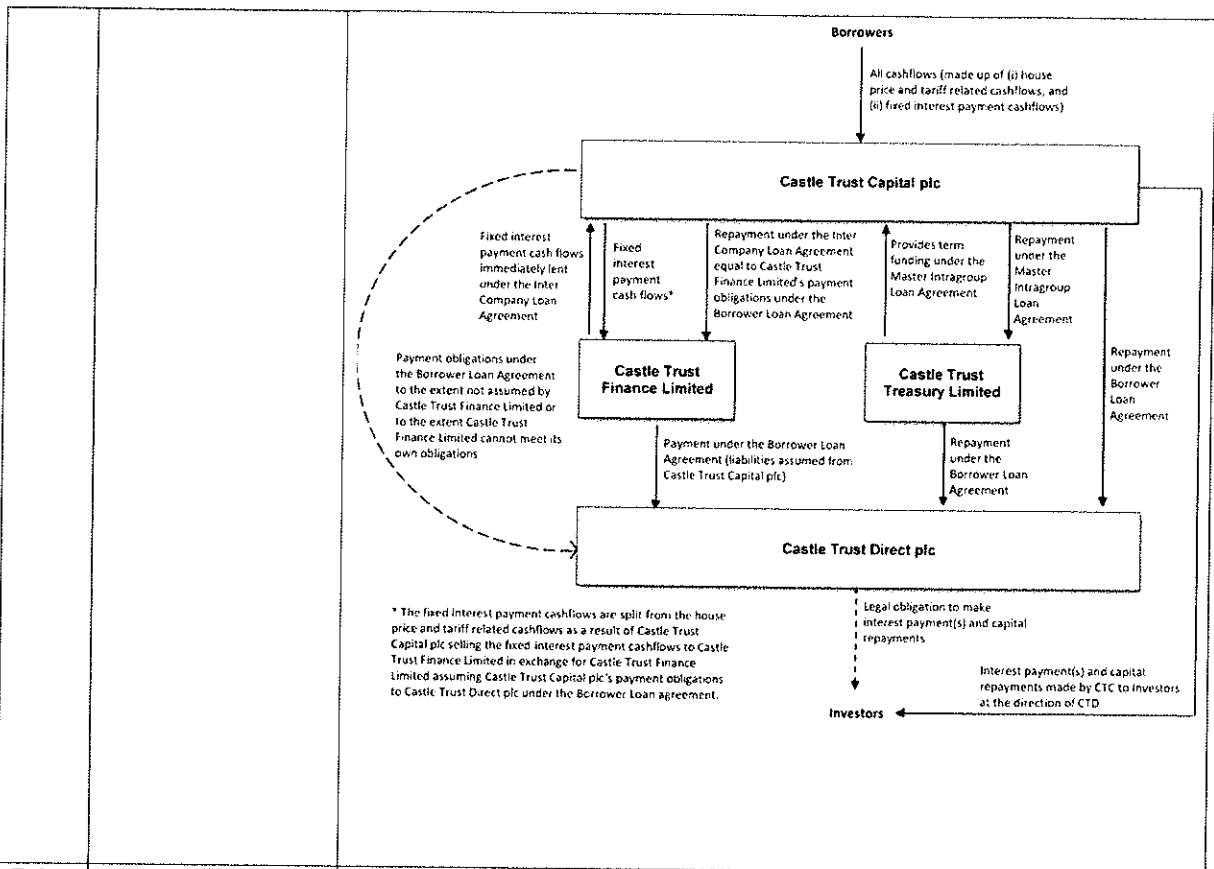 Borrowers
All cashflows (made up of (i) house
price and tariff related cashflows, and
(ii) fixed interest payment cashflows)
Castle Trust Capital plc
Fixed interest
payment cash flows
immediately lent
under the Inter
Company Loan
Agreement
Fixed
interest
payment
cash flows*
Repayment under the Inter
Company Loan Agreement
equal to Castle Trust
Finance Limited's payment
obligations under the
Borrower Loan Agreement
Provides term
funding under the
Master Intragroup
Loan Agreement
Repayment
under the
Master
Intragroup
Loan
Agreement
Payment obligations under
the Borrower Loan Agreement
to the extent not assumed by
Castle Trust Finance Limited or
to the extent Castle Trust
Finance Limited cannot meet its
own obligations
Castle Trust
Finance Limited
Castle Trust
Treasury Limited
Repayment
under the
Borrower
Loan
Agreement
Payment under the Borrower Loan
Agreement (liabilities assumed from
Castle Trust Capital plc)
Repayment
under the
Borrower Loan
Agreement
Castle Trust Direct plc
* The fixed interest payment cashflows are split from the house
price and tariff related cashflows as a result of Castle Trust
Capital plc selling the fixed interest payment cashflows to Castle
Trust Finance Limited in exchange for Castle Trust Finance
Limited assuming Castle Trust Capital plc's payment obligations
to Castle Trust Direct plc under the Borrower Loan agreement.
Legal obligation to make
interest payment(s) and capital
repayments
Interest payment(s) and capital
repayments made by CTC to Investors
at the direction of CTD
Investors